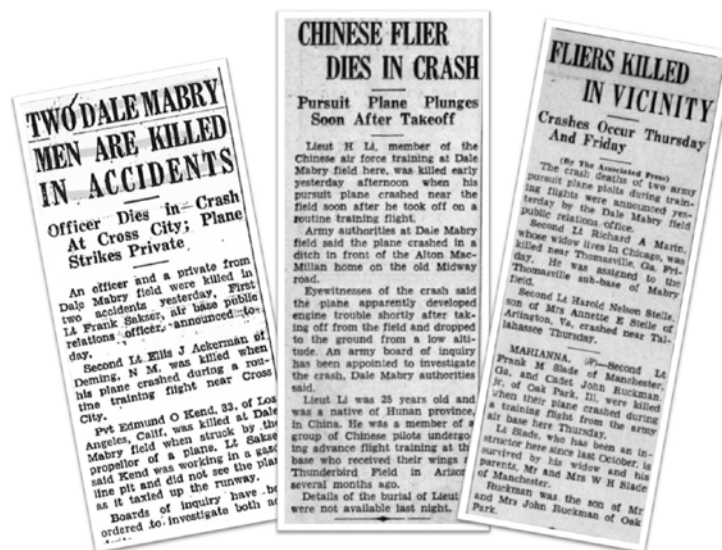 TWO DALE MABRY
MEN ARE KILLED
IN ACCIDENTS
Officer Dies in Crash
At Cross City; Plane
Strikes Private
An officer and a private from
Dale Mabry field were killed in
two accidents yesterday, First
Lt Frank Sakser, air base public
relations officer, announced to-
day.
Second Lt Ellis J Ackerman of
Deming, N M, was killed when
his plane crashed during a rou-
tine training flight near Cross
City.
Pvt Edmund O Kend, 33, of Los
Angeles, Calif, was killed at Dale
Mabry field when struck by the
propellor of a plane. Lt Sakser
said Kend was working in a gaso
line pit and did not see the plan
as it taxied up the runway.
Boards of inquiry have be
ordered to investigate both ac
CHINESE FLIER
DIES IN CRASH
Pursuit Plane Plunges
Soon After Takeoff
Lieut H Li, member of the
Chinese air force training at Dale
Mabry field here, was killed early
yesterday afternoon when his
pursuit plane crashed near the
field soon after he took off on a
routine training flight.
Army authorities at Dale Mabry
field said the plane crashed in a
ditch in front of the Alton Mac-
Millan home on the old Midway
road.
Eyewitnesses of the crash said
the plane apparently developed
engine trouble shortly after tak-
ing off from the field and dropped
to the ground from a low alti-
tude. An army board of inquiry
has been appointed to investigate
the crash, Dale Mabry authorities
said.
Lieut Li was 25 years old and
was a native of Hunan province,
in China. He was a member of a
group of Chinese pilots undergo-
ing advance flight training at the
base who received their wings a
Thunderbird Field in Arizon
several months ago.
Details of the burial of Lieut
were not available last night.
FLIERS KILLED
IN VICINITY
Crashes Occur Thursday
And Friday
(By The Associated Press)
The crash deaths of two army
pursuit plane pilots during train-
ing flights were announced yes-
terday by the Dale Mabry field
public relations office.
Second Lt Richard A Marin,
whose widow lives in Chicago, was
killed near Thomasville, Ga, Fri-
day. He was assigned to the
Thomasville sub-base of Mabry
field.
Second Lt Harold Nelson Stelle,
son of Mrs Annette E Stelle of
Arlington, Va, crashed near Tal-
lahassee Thursday.
MARIANNA, (AP)—Second Lt
Frank M Slade of Manchester,
Ga, and Cadet John Ruckman
Jr, of Oak Park, Ill, were killed
when their plane crashed during
a training flight from the army
air base here Thursday.
Lt Slade, who has been an in-
structor here since last October, is
survived by his widow and his
parents, Mr and Mrs W H Slade
of Manchester.
Ruckman was the son of Mr
and Mrs John Ruckman of Oak
Park.